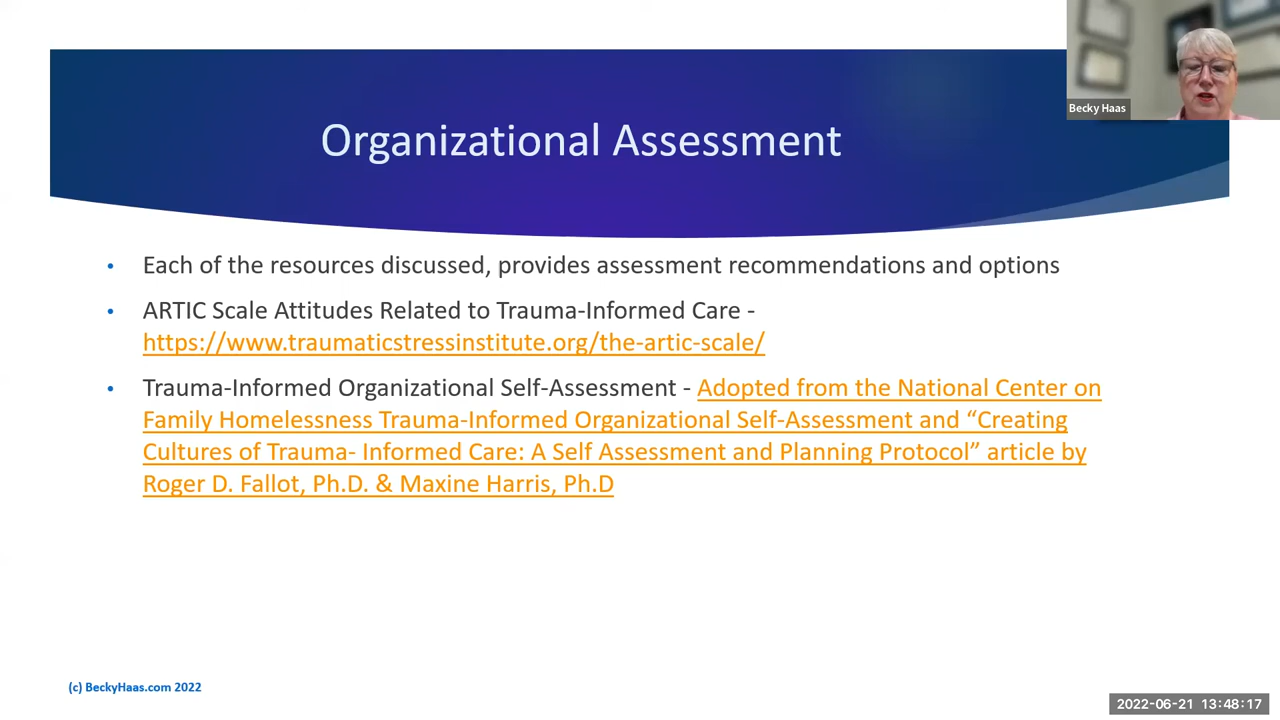 Becky Haas
Organizational Assessment
• Each of the resources discussed, provides assessment recommendations and options
• ARTIC Scale Attitudes Related to Trauma-Informed Care -
https://www.traumaticstressinstitute.org/the-artic-scale/
• Trauma-Informed Organizational Self-Assessment - Adopted from the National Center on
Family Homelessness Trauma-Informed Organizational Self-Assessment and “Creating
Cultures of Trauma- Informed Care: A Self Assessment and Planning Protocol” article by
Roger D. Fallot, Ph.D. & Maxine Harris, Ph.D
(c) BeckyHaas.com 2022
2022-06-21 13:48:17